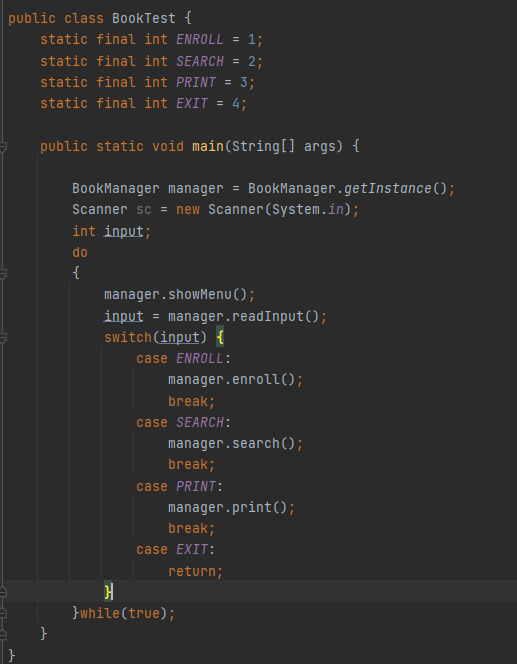 public class BookTest {
    static final int ENROLL = 1;
    static final int SEARCH = 2;
    static final int PRINT = 3;
    static final int EXIT = 4;

    public static void main(String[] args) {

        BookManager manager = BookManager.getInstance();
        Scanner sc = new Scanner(System.in);
        int input;
        do
        {
            manager.showMenu();
            input = manager.readInput();
            switch(input) {
                case ENROLL:
                    manager.enroll();
                    break;
                case SEARCH:
                    manager.search();
                    break;
                case PRINT:
                    manager.print();
                    break;
                case EXIT:
                    return;
            }
        }while(true);
    }
}